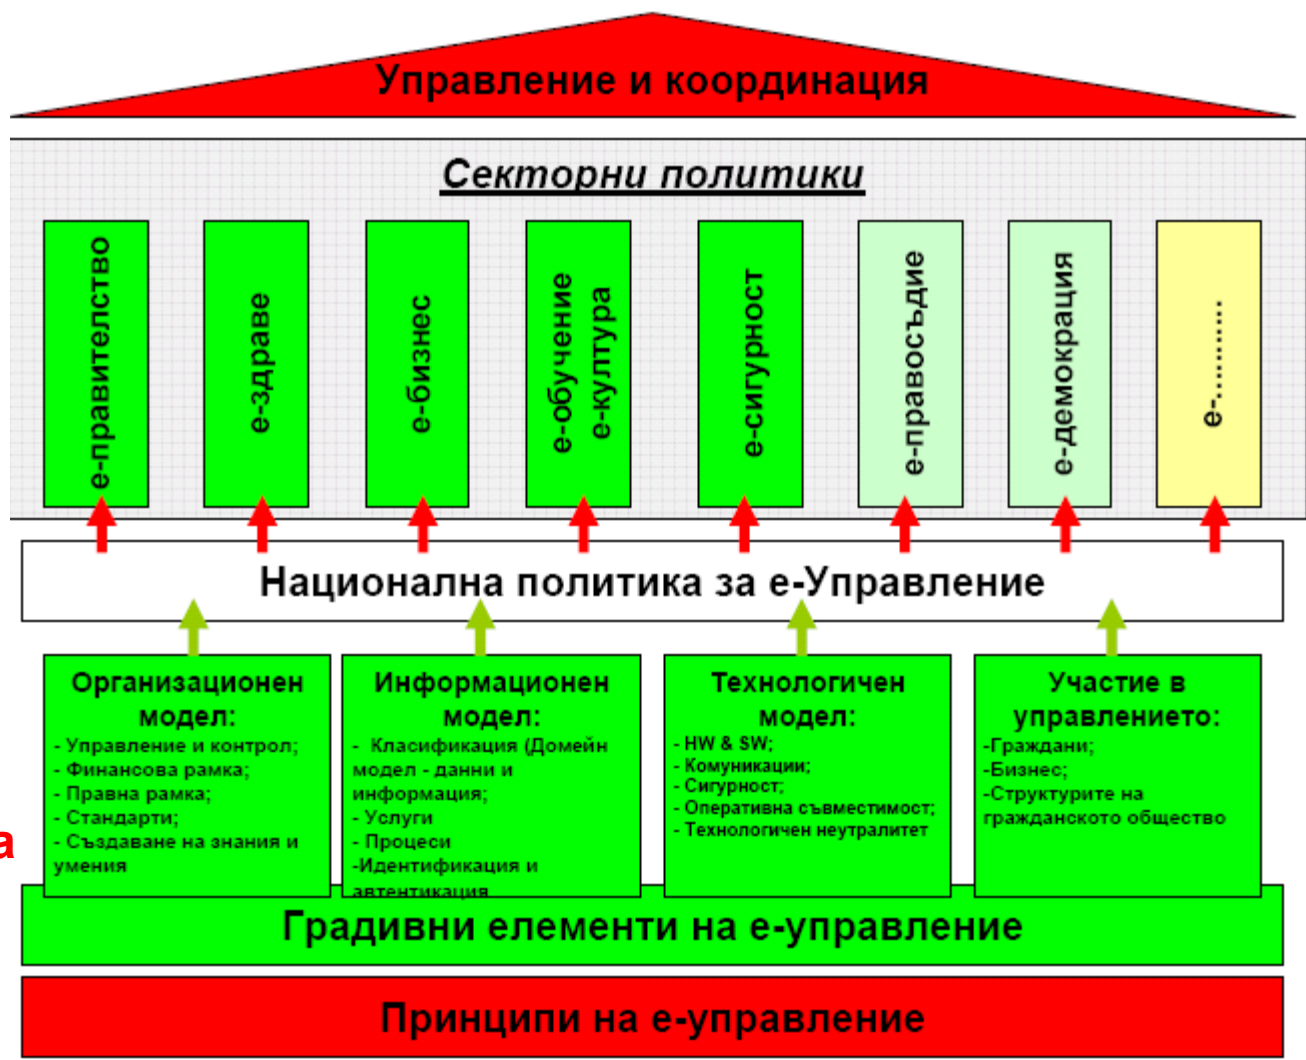 Управление и координация
Секторни политики
е-правителство
е-здраве
е-бизнес
е-обучение
е-култура
е-сигурност
е-правосъдие
е-демокрация
е-...........
Национална политика за е-Управление
Организационен
модел:
- Управление и контрол;
- Финансова рамка;
- Правна рамка;
- Стандарти;
- Създаване на знания и
умения
Информационен
модел:
- Класификация (Домейн
модел - данни и
информация;
- Услуги
- Процеси
-Идентификация и
автентикация
Технологичен
модел:
- HW & SW;
- Комуникации;
- Сигурност;
- Оперативна съвместимост;
- Технологичен неутралитет
Участие в
управлението:
-Граждани;
-Бизнес;
-Структурите на
гражданското общество
а
Градивни елементи на е-управление
Принципи на е-управление